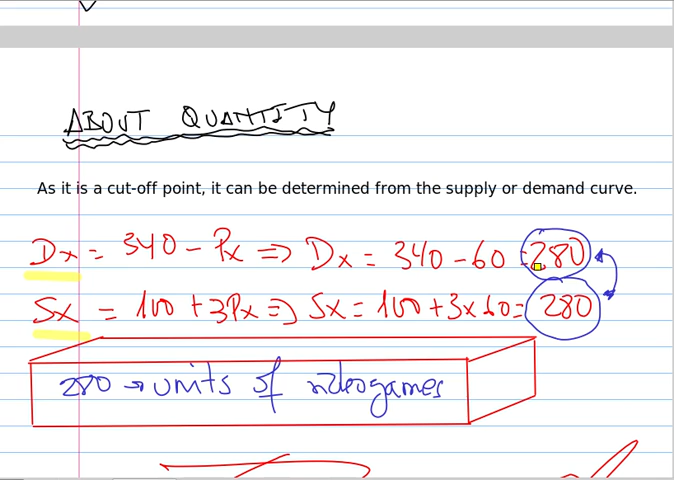 ABOUT QUANTITY
As it is a cut-off point, it can be determined from the supply or demand curve.
Dx = 340 - Px => Dx = 340 - 60 = 280
Sx = 100 + 3Px => Sx = 100 + 3x60 = 280
280 → units of videogames